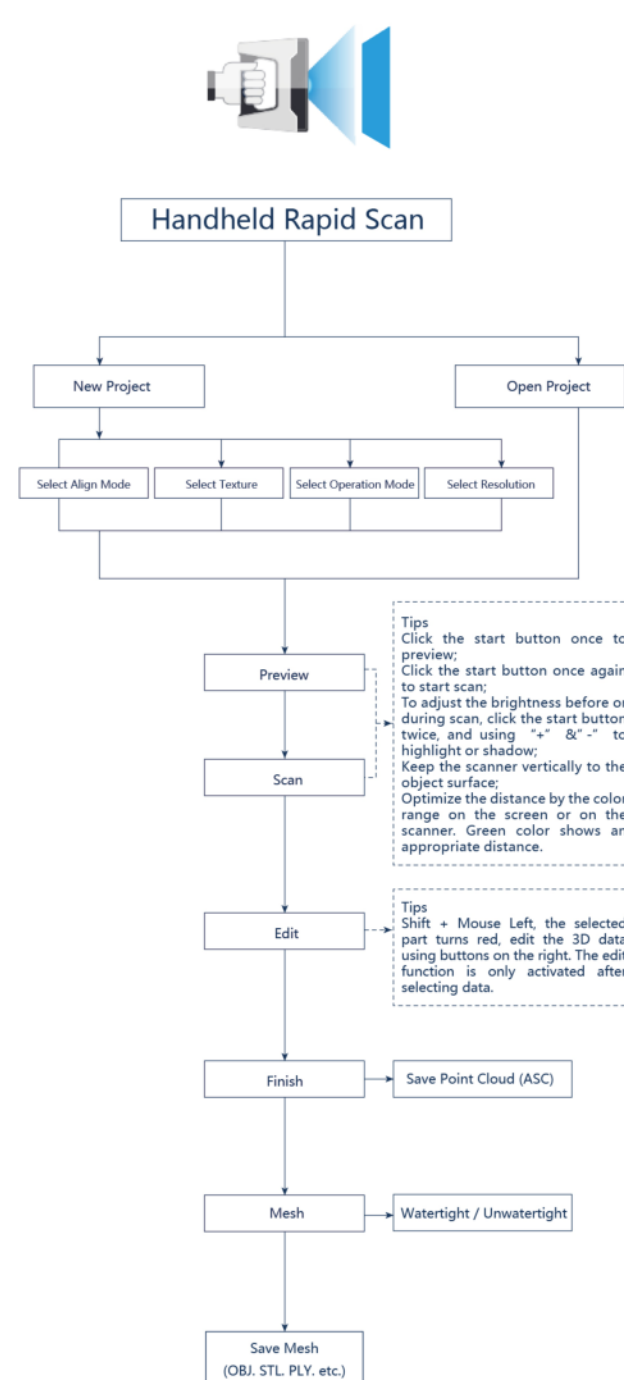 Handheld Rapid Scan
New Project
Open Project
Select Align Mode
Select Texture
Select Operation Mode
Select Resolution
Preview
Scan
Tips
Click the start button once to
preview;
Click the start button once again
to start scan;
To adjust the brightness before or
during scan, click the start button
twice, and using “+” &“-” to
highlight or shadow;
Keep the scanner vertically to the
object surface;
Optimize the distance by the color
range on the screen or on the
scanner. Green color shows an
appropriate distance.
Edit
Tips
Shift + Mouse Left, the selected
part turns red, edit the 3D data
using buttons on the right. The edit
function is only activated after
selecting data.
Finish
Save Point Cloud (ASC)
Mesh
Watertight / Unwatertight
Save Mesh
(OBJ. STL. PLY. etc.)